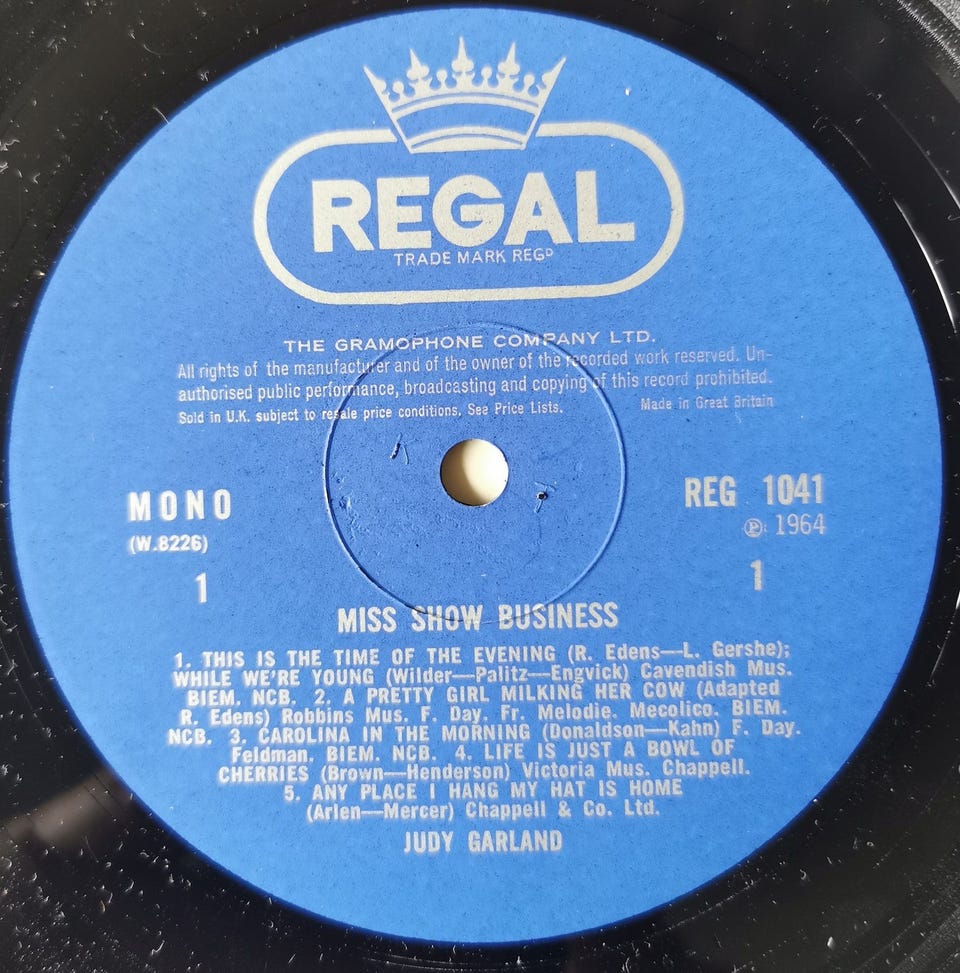 REGAL
TRADE MARK REGD
THE GRAMOPHONE COMPANY LTD.
All rights of the manufacturer and of the owner of the recorded work reserved. Un-
authorised public performance, broadcasting and copying of this record prohibited.
Sold in U.K. subject to resale price conditions. See Price Lists. Made in Great Britain
MONO REG 1041
(W.8226) ℗: 1964
1 1
MISS SHOW BUSINESS
1. THIS IS THE TIME OF THE EVENING (R. Edens—L. Gershe);
WHILE WE'RE YOUNG (Wilder—Palitz—Engvick) Cavendish Mus.
BIEM. NCB. 2. A PRETTY GIRL MILKING HER COW (Adapted
R. Edens) Robbins Mus. F. Day. Fr. Melodie. Mecolico. BIEM.
NCB. 3. CAROLINA IN THE MORNING (Donaldson—Kahn) F. Day.
Feldman. BIEM. NCB. 4. LIFE IS JUST A BOWL OF
CHERRIES (Brown—Henderson) Victoria Mus. Chappell.
5. ANY PLACE I HANG MY HAT IS HOME
(Arlen—Mercer) Chappell & Co. Ltd.
JUDY GARLAND